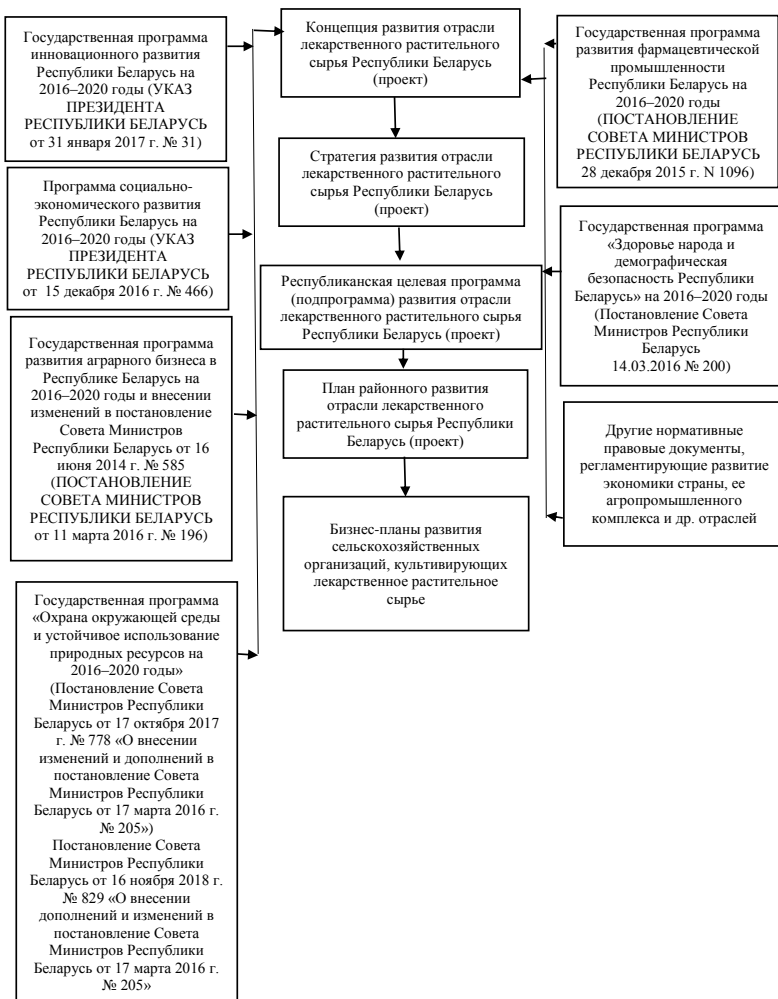 Государственная программа
инновационного развития
Республики Беларусь на
2016–2020 годы (УКАЗ
ПРЕЗИДЕНТА
РЕСПУБЛИКИ БЕЛАРУСЬ
от 31 января 2017 г. № 31)
Программа социально-
экономического развития
Республики Беларусь на
2016–2020 годы (УКАЗ
ПРЕЗИДЕНТА
РЕСПУБЛИКИ БЕЛАРУСЬ
от 15 декабря 2016 г. № 466)
Государственная программа
развития аграрного бизнеса в
Республике Беларусь на
2016–2020 годы и внесении
изменений в постановление
Совета Министров
Республики Беларусь от 16
июня 2014 г. № 585
(ПОСТАНОВЛЕНИЕ
СОВЕТА МИНИСТРОВ
РЕСПУБЛИКИ БЕЛАРУСЬ
от 11 марта 2016 г. № 196)
Государственная программа
«Охрана окружающей среды
и устойчивое использование
природных ресурсов на
2016–2020 годы»
(Постановление Совета
Министров Республики
Беларусь от 17 октября 2017
г. № 778 «О внесении
изменений и дополнений в
постановление Совета
Министров Республики
Беларусь от 17 марта 2016 г.
№ 205»)
Постановление Совета
Министров Республики
Беларусь от 16 ноября 2018 г.
№ 829 «О внесении
дополнений и изменений в
постановление Совета
Министров Республики
Беларусь от 17 марта 2016 г.
№ 205»
Концепция развития отрасли
лекарственного растительного
сырья Республики Беларусь
(проект)
Стратегия развития отрасли
лекарственного растительного
сырья Республики Беларусь
(проект)
Республиканская целевая программа
(подпрограмма) развития отрасли
лекарственного растительного сырья
Республики Беларусь (проект)
План районного развития
отрасли лекарственного
растительного сырья Республики
Беларусь (проект)
Бизнес-планы развития
сельскохозяйственных
организаций, культивирующих
лекарственное растительное
сырье
Государственная программа
развития фармацевтической
промышленности
Республики Беларусь на
2016–2020 годы
(ПОСТАНОВЛЕНИЕ
СОВЕТА МИНИСТРОВ
РЕСПУБЛИКИ БЕЛАРУСЬ
28 декабря 2015 г. N 1096)
Государственная программа
«Здоровье народа и
демографическая
безопасность Республики
Беларусь» на 2016–2020 годы
(Постановление Совета
Министров Республики
Беларусь
14.03.2016 № 200)
Другие нормативные
правовые документы,
регламентирующие развитие
экономики страны, ее
агропромышленного
комплекса и др. отраслей